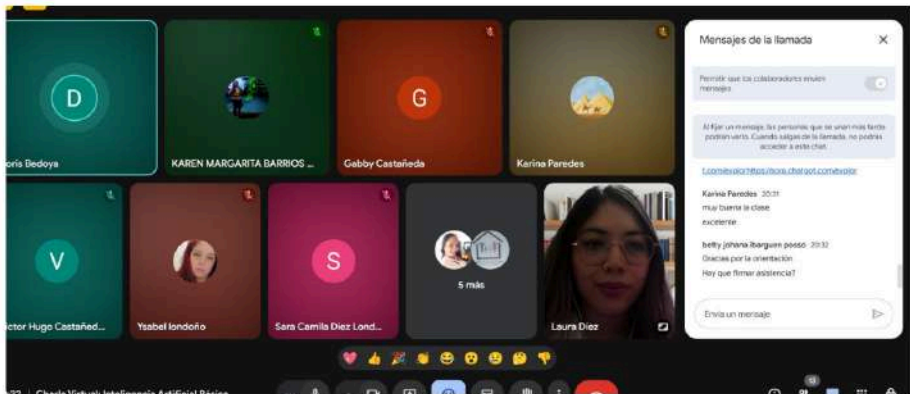 D
oris Bedoya
KAREN MARGARITA BARRIOS ...
G
Gabby Castañeda
Karina Paredes
V
ctor Hugo Castañed...
Ysabel londoño
S
Sara Camila Diez Lond...
5 más
Laura Diez
Charla Virtual: Inteligencia Artificial Básica
13
Mensajes de la llamada
Permitir que los colaboradores envíen
mensajes
Al fijar un mensaje, las personas que se unan más tarde
podrán verlo. Cuando salgas de la llamada, no podrás
acceder a este chat.
Karina Paredes 20:31
muy buena la clase
excelente
betty johana ibarguen posso 20:32
Gracias por la orientación
Hay que firmar asistencia?
Envía un mensaje